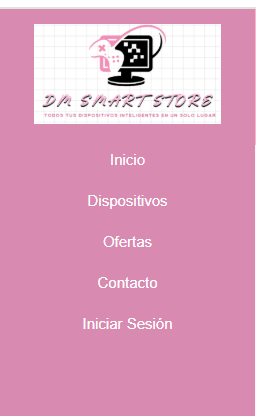 DM SMART STORE
TODOS TUS DISPOSITIVOS INTELIGENTES EN UN SOLO LUGAR
Inicio
Dispositivos
Ofertas
Contacto
Iniciar Sesión